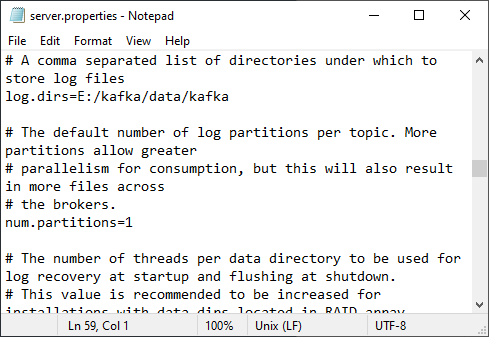 server.properties - Notepad
File Edit Format View Help
# A comma separated list of directories under which to
store log files
log.dirs=E:/kafka/data/kafka
# The default number of log partitions per topic. More
partitions allow greater
# parallelism for consumption, but this will also result
in more files across
# the brokers.
num.partitions=1
# The number of threads per data directory to be used for
log recovery at startup and flushing at shutdown.
# This value is recommended to be increased for
installations with data dirs located in RAID array
Ln 59, Col 1 100% Unix (LF) UTF-8